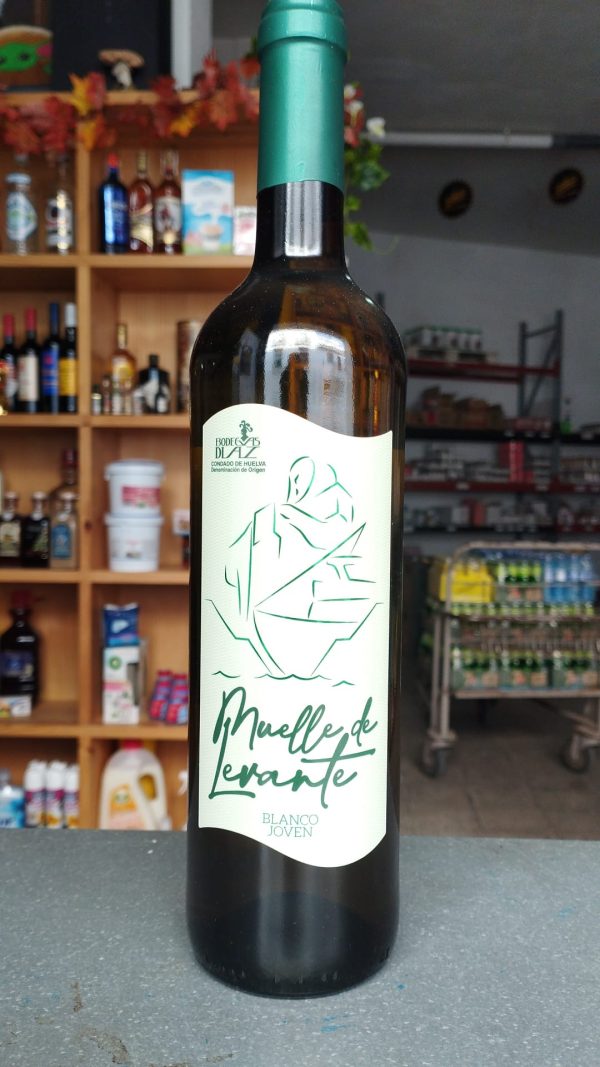 BODEGAS
DIAZ
CONDADO DE HUELVA
Denominación de Origen
Muelle de
Levante
BLANCO
JOVEN